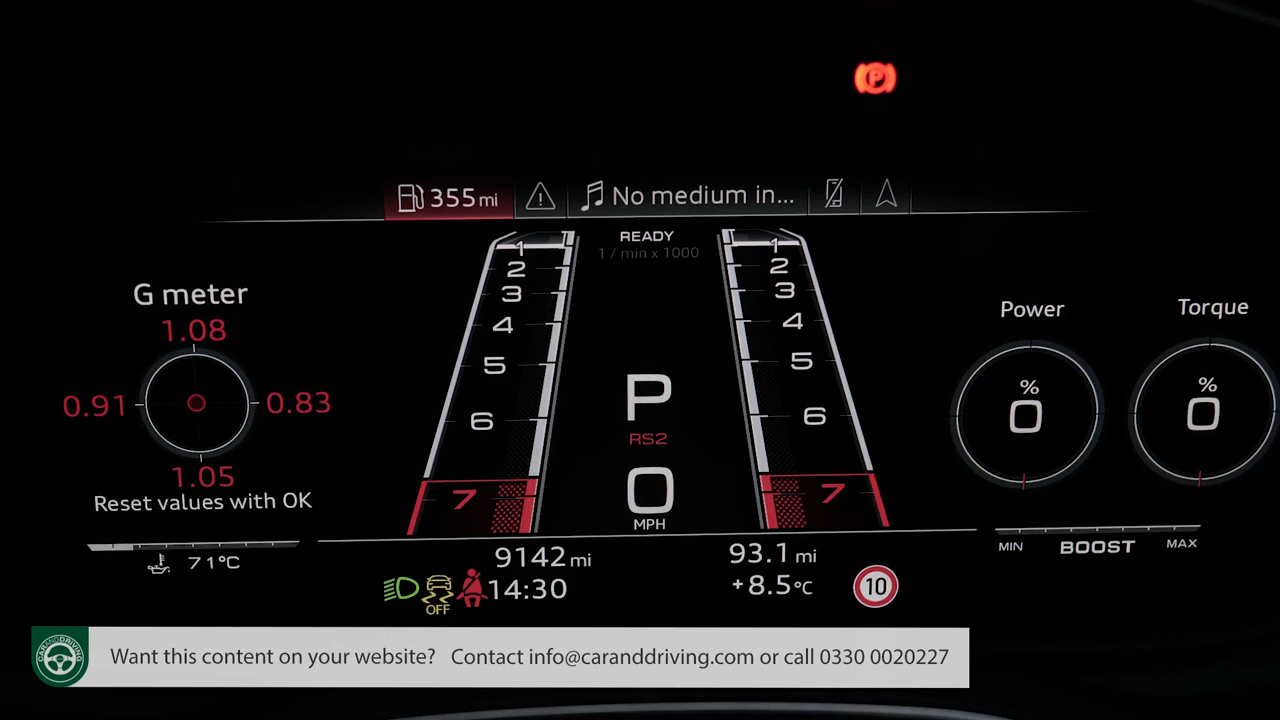 P
355 mi
No medium in...
READY
1 / min x 1000
1
2
3
4
5
6
7
1
2
3
4
5
6
7
G meter
1.08
0.91
0.83
1.05
Reset values with OK
71°C
P
RS2
0
MPH
Power
%
0
Torque
%
0
MIN BOOST MAX
9142 mi
93.1 mi
OFF
14:30
+8.5°C
10
CARANDDRIVING
Want this content on your website? Contact info@caranddriving.com or call 0330 0020227